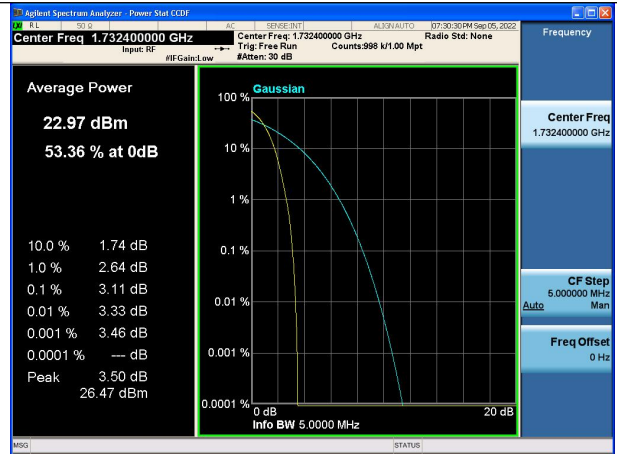 Agilent Spectrum Analyzer - Power Stat CCDF
RL 50 Ω AC SENSE:INT ALIGN AUTO 07:30:30 PM Sep 05, 2022
Center Freq 1.732400000 GHz
Input: RF
#IFGain:Low
Center Freq: 1.732400000 GHz
Trig: Free Run Counts:998 k/1.00 Mpt
#Atten: 30 dB
Radio Std: None
Frequency
Average Power
22.97 dBm
53.36 % at 0dB
10.0 % 1.74 dB
1.0 % 2.64 dB
0.1 % 3.11 dB
0.01 % 3.33 dB
0.001 % 3.46 dB
0.0001 % --- dB
Peak 3.50 dB
26.47 dBm
Gaussian
100 %
10 %
1 %
0.1 %
0.01 %
0.001 %
0.0001 %
0 dB 20 dB
Info BW 5.0000 MHz
Center Freq
1.732400000 GHz
CF Step
5.000000 MHz
Auto Man
Freq Offset
0 Hz
MSG STATUS